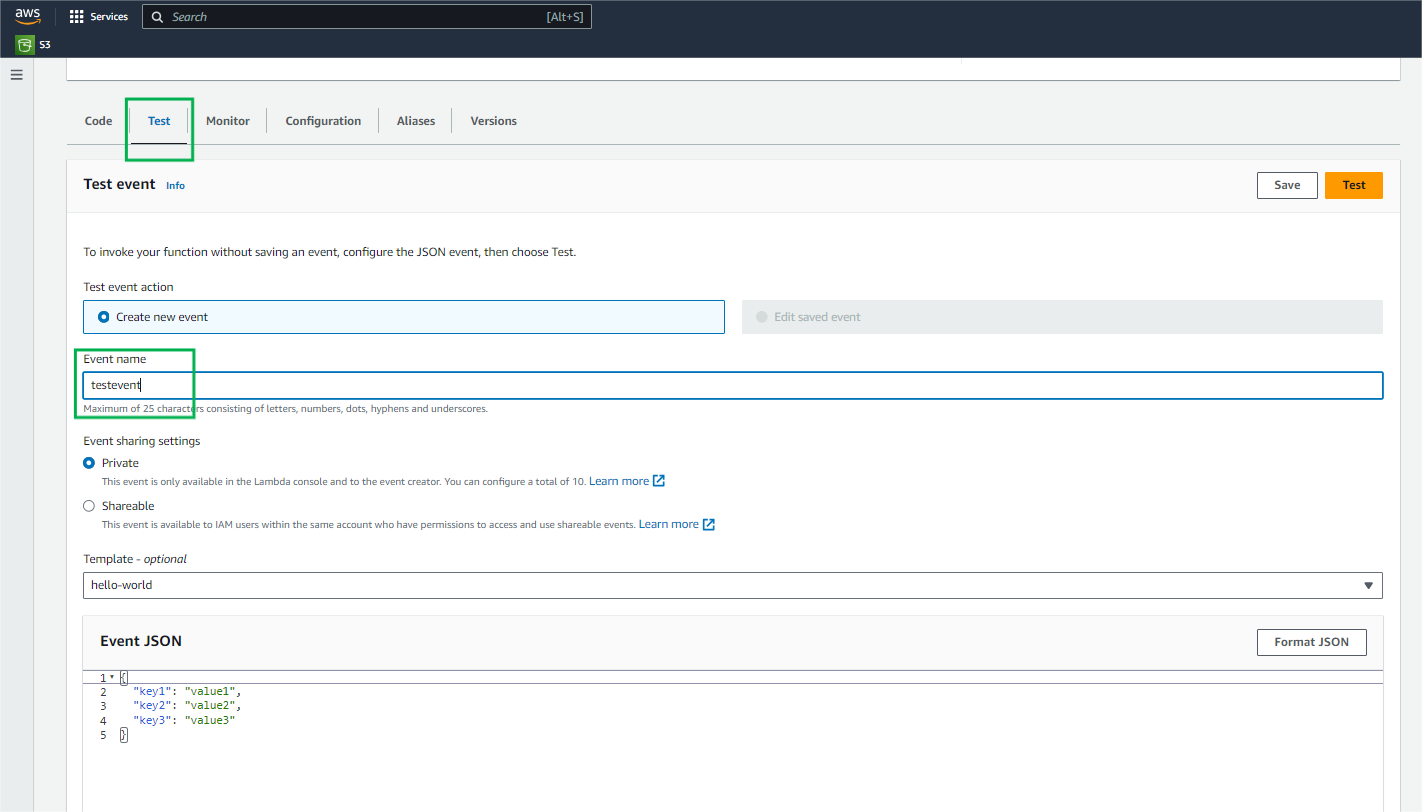 aws Services Search [Alt+S]
S3
Code Test Monitor Configuration Aliases Versions
Test event Info Save Test
To invoke your function without saving an event, configure the JSON event, then choose Test.
Test event action
Create new event Edit saved event
Event name
testevent
Maximum of 25 characters consisting of letters, numbers, dots, hyphens and underscores.
Event sharing settings
Private
This event is only available in the Lambda console and to the event creator. You can configure a total of 10. Learn more
Shareable
This event is available to IAM users within the same account who have permissions to access and use shareable events. Learn more
Template - optional
hello-world
Event JSON Format JSON
1 {
2 "key1": "value1",
3 "key2": "value2",
4 "key3": "value3"
5 }